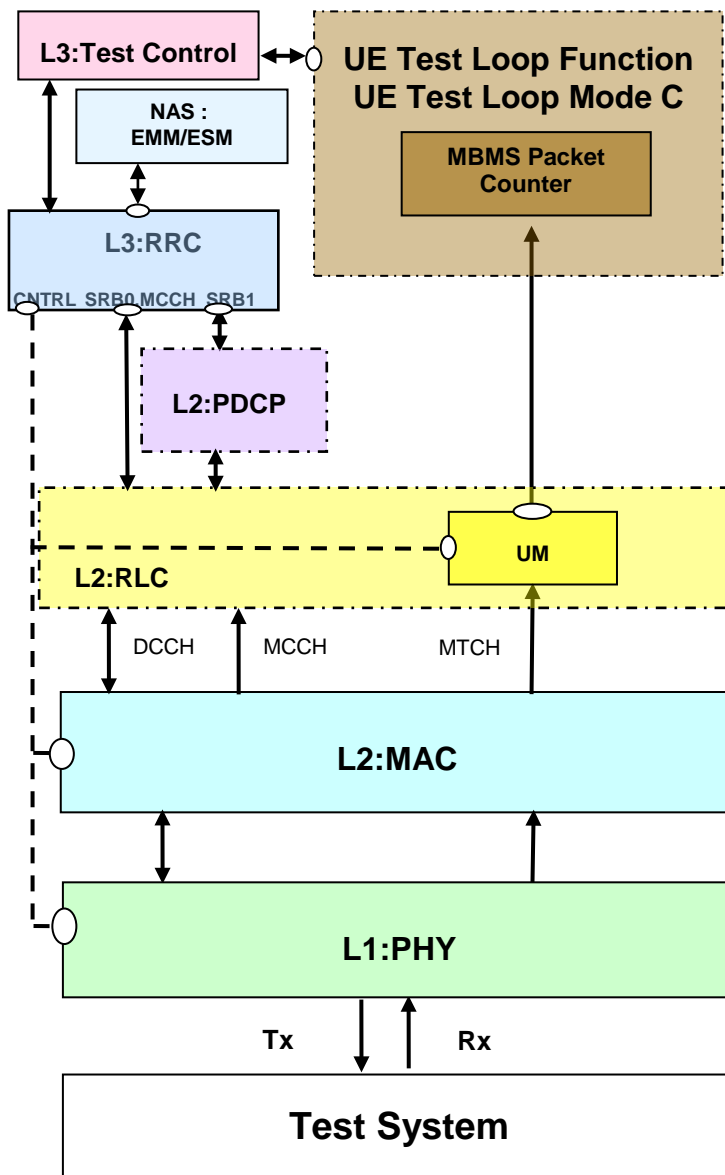 L3:Test Control
UE Test Loop Function
UE Test Loop Mode C
NAS :
EMM/ESM
MBMS Packet
Counter
L3:RRC
CNTRL SRB0, MCCH SRB1
L2:PDCP
UM
L2:RLC
DCCH
MCCH
MTCH
L2:MAC
L1:PHY
Tx
Rx
Test System